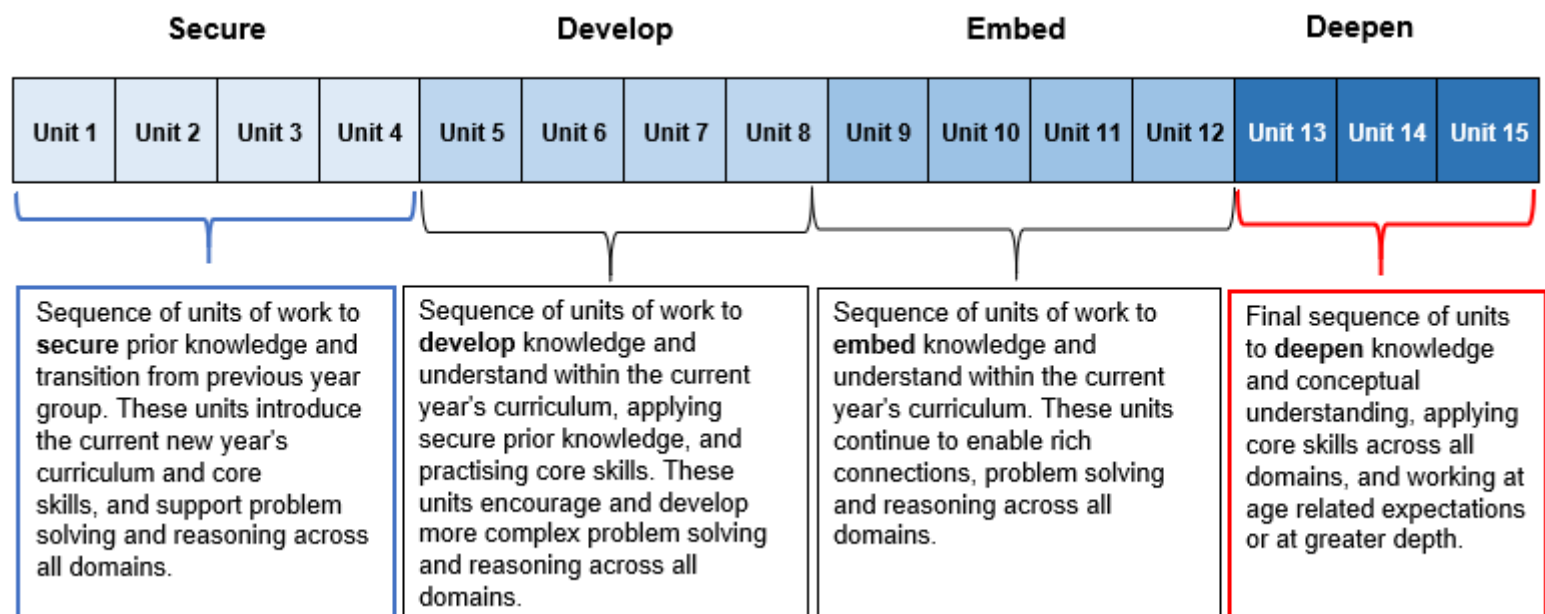 Secure Develop Embed Deepen
Unit 1 Unit 2 Unit 3 Unit 4 Unit 5 Unit 6 Unit 7 Unit 8 Unit 9 Unit 10 Unit 11 Unit 12 Unit 13 Unit 14 Unit 15
Sequence of units of work to
secure prior knowledge and
transition from previous year
group. These units introduce
the current new year's
curriculum and core
skills, and support problem
solving and reasoning across
all domains.
Sequence of units of work to
develop knowledge and
understand within the current
year's curriculum, applying
secure prior knowledge, and
practising core skills. These
units encourage and develop
more complex problem solving
and reasoning across all
domains.
Sequence of units of work to
embed knowledge and
understand within the current
year's curriculum. These units
continue to enable rich
connections, problem solving
and reasoning across all
domains.
Final sequence of units
to deepen knowledge
and conceptual
understanding, applying
core skills across all
domains, and working at
age related expectations
or at greater depth.